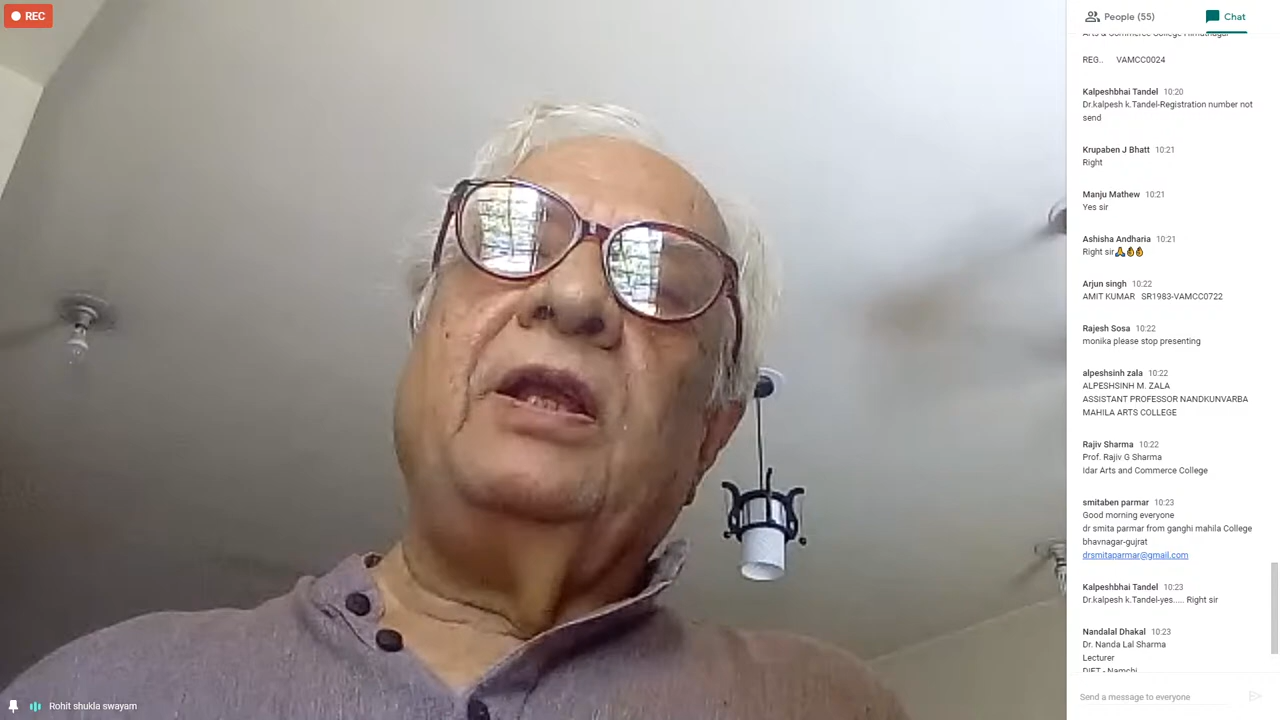 REC
People (55)
Chat
Arts & Commerce College Himatnagar
REG.. VAMCC0024
Kalpeshbhai Tandel 10:20
Dr.kalpesh k.Tandel-Registration number not
send
Krupaben J Bhatt 10:21
Right
Manju Mathew 10:21
Yes sir
Ashisha Andharia 10:21
Right sir🙏👌👌
Arjun singh 10:22
AMIT KUMAR SR1983-VAMCC0722
Rajesh Sosa 10:22
monika please stop presenting
alpeshsinh zala 10:22
ALPESHSINH M. ZALA
ASSISTANT PROFESSOR NANDKUNVARBA
MAHILA ARTS COLLEGE
Rajiv Sharma 10:22
Prof. Rajiv G Sharma
Idar Arts and Commerce College
smitaben parmar 10:23
Good morning everyone
dr smita parmar from ganghi mahila College
bhavnagar-gujrat
drsmitaparmar@gmail.com
Kalpeshbhai Tandel 10:23
Dr.kalpesh k.Tandel-yes..... Right sir
Nandalal Dhakal 10:23
Dr. Nanda Lal Sharma
Lecturer
DIET - Namchi
Send a message to everyone
Rohit shukla swayam